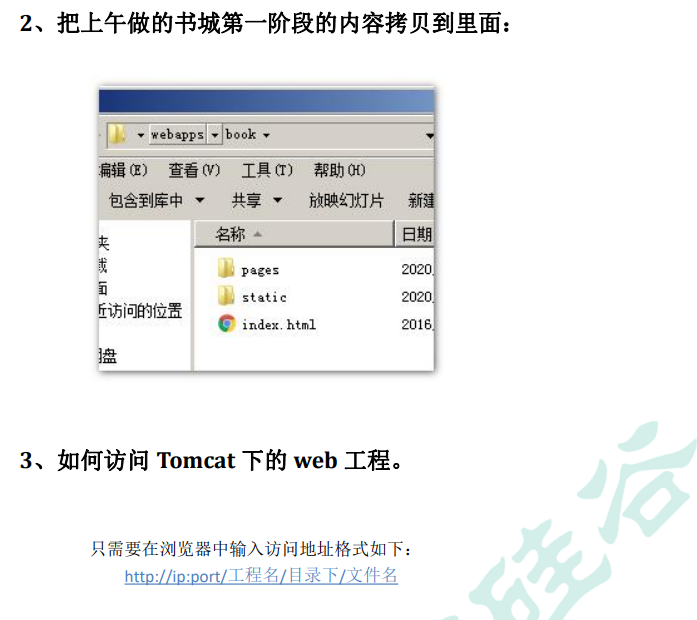 2、把上午做的书城第一阶段的内容拷贝到里面：
webapps book
编辑(E) 查看(V) 工具(T) 帮助(H)
包含到库中 共享 放映幻灯片 新建
名称 日期
夹
pages 2020
载
static 2020
面
index.html 2016
近访问的位置
盘
3、如何访问 Tomcat 下的 web 工程。
只需要在浏览器中输入访问地址格式如下：
http://ip:port/工程名/目录下/文件名
硅谷